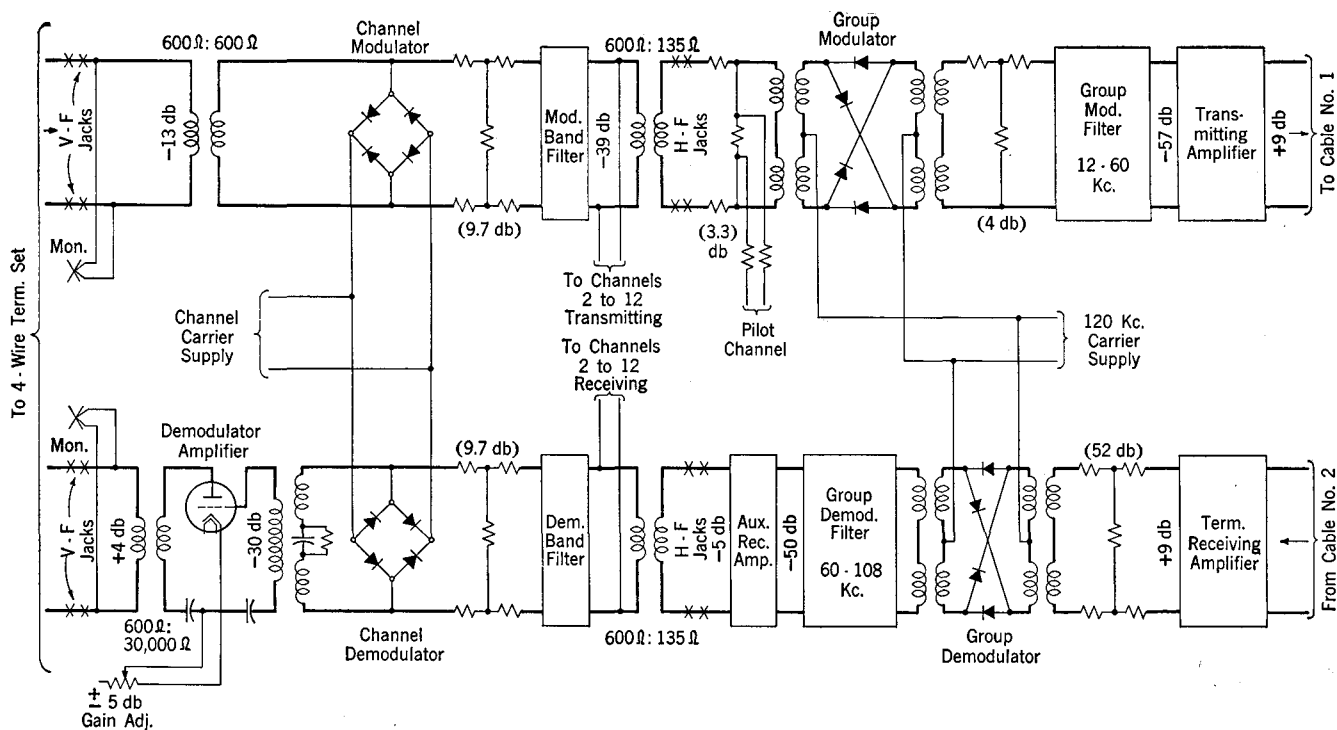 To 4-Wire Term. Set
V-F
Jacks
Mon.
-13 db
600Ω: 600Ω
Channel
Modulator
(9.7 db)
Mod.
Band
Filter
-39 db
600Ω: 135Ω
H-F
Jacks
(3.3)
db
Group
Modulator
(4 db)
Group
Mod.
Filter
12-60
Kc.
-57 db
Trans-
mitting
Amplifier
+9 db
To Cable No. 1
Channel
Carrier
Supply
To Channels
2 to 12
Transmitting
To Channels
2 to 12
Receiving
Pilot
Channel
120 Kc.
Carrier
Supply
Mon.
V-F
Jacks
+4 db
Demodulator
Amplifier
-30 db
600Ω:
30,000Ω
± 5 db
Gain Adj.
Channel
Demodulator
(9.7 db)
Dem.
Band
Filter
600Ω: 135Ω
H-F
Jacks
-5 db
Aux.
Rec.
Amp.
-50 db
Group
Demod.
Filter
60-108
Kc.
Group
Demodulator
(52 db)
+9 db
Term.
Receiving
Amplifier
From Cable No. 2